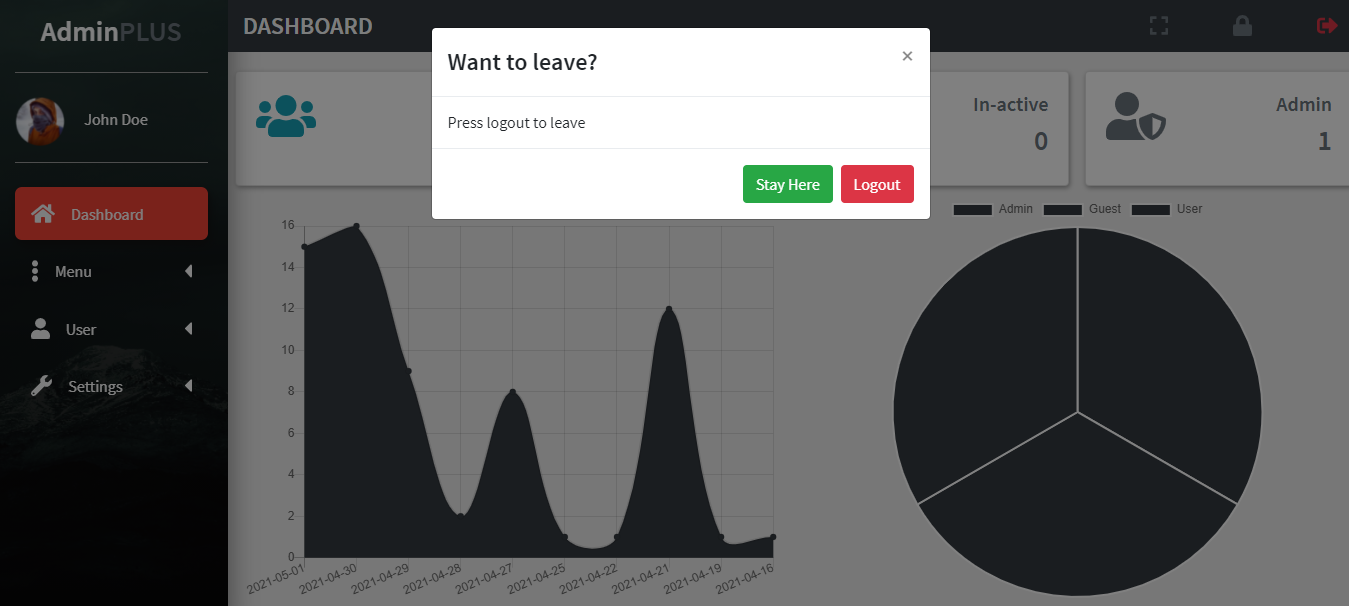 AdminPLUS
John Doe
Dashboard
Menu
User
Settings
DASHBOARD
Want to leave?
×
Press logout to leave
Stay Here
Logout
In-active
0
Admin
1
16
14
12
10
8
6
4
2
0
2021-05-01
2021-04-30
2021-04-29
2021-04-28
2021-04-27
2021-04-25
2021-04-22
2021-04-21
2021-04-19
2021-04-16
Admin Guest User